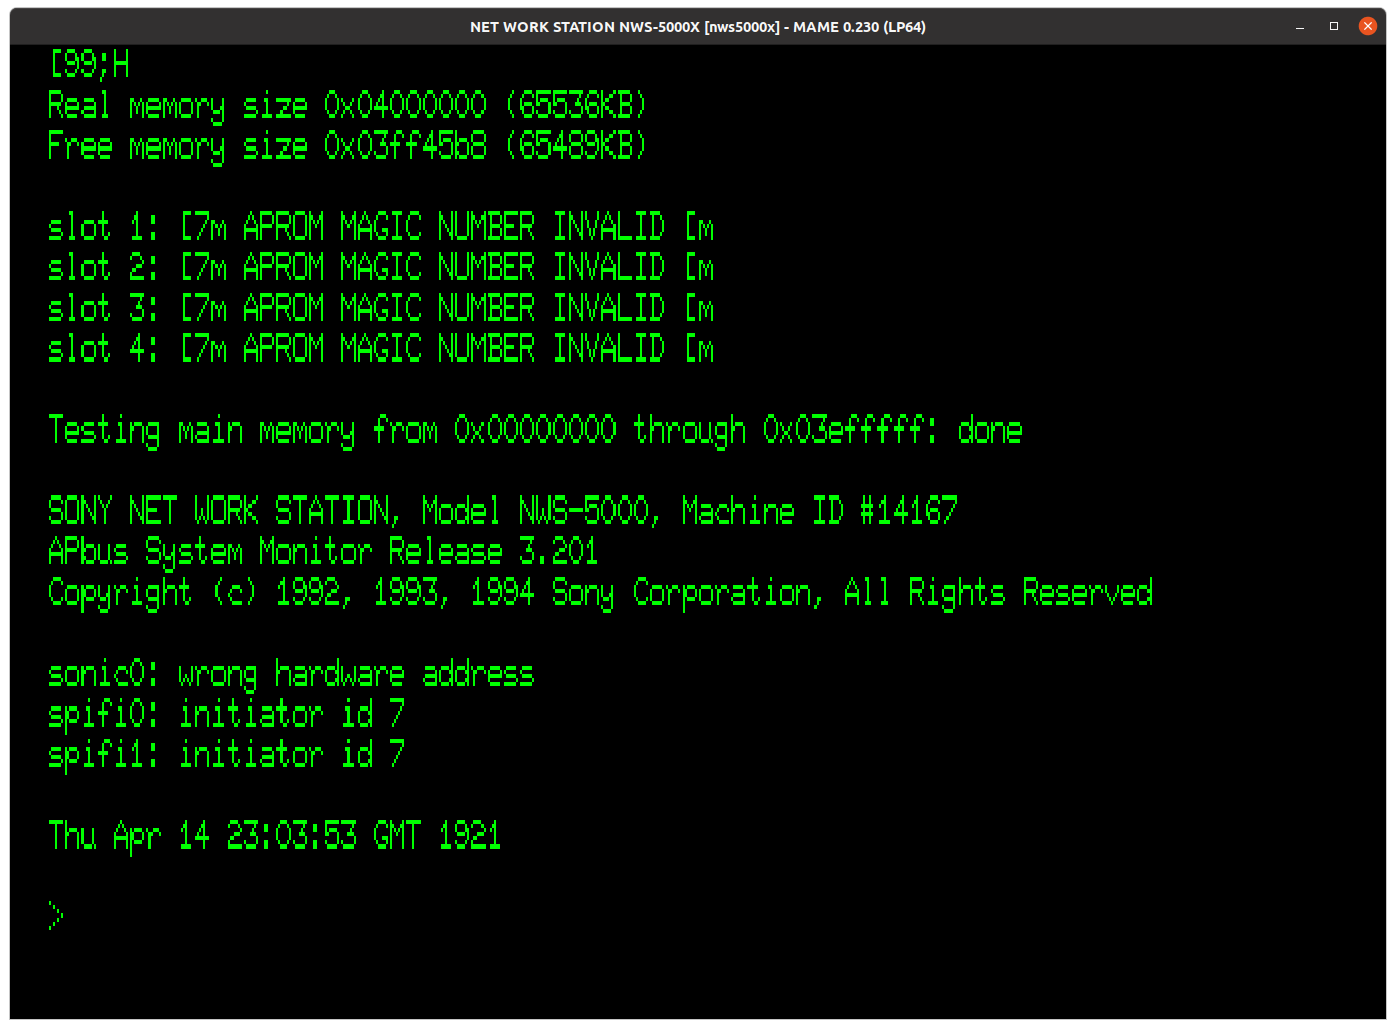 NET WORK STATION NWS-5000X [nws5000x] - MAME 0.230 (LP64)
[99;H
Real memory size 0x04000000 (65536KB)
Free memory size 0x03ff45b8 (65489KB)
slot 1: [7m APROM MAGIC NUMBER INVALID [m
slot 2: [7m APROM MAGIC NUMBER INVALID [m
slot 3: [7m APROM MAGIC NUMBER INVALID [m
slot 4: [7m APROM MAGIC NUMBER INVALID [m
Testing main memory from 0x00000000 through 0x03efffff: done
SONY NET WORK STATION, Model NWS-5000, Machine ID #14167
APbus System Monitor Release 3.201
Copyright (c) 1992, 1993, 1994 Sony Corporation, All Rights Reserved
sonic0: wrong hardware address
spifi0: initiator id 7
spifi1: initiator id 7
Thu Apr 14 23:03:53 GMT 1921
>